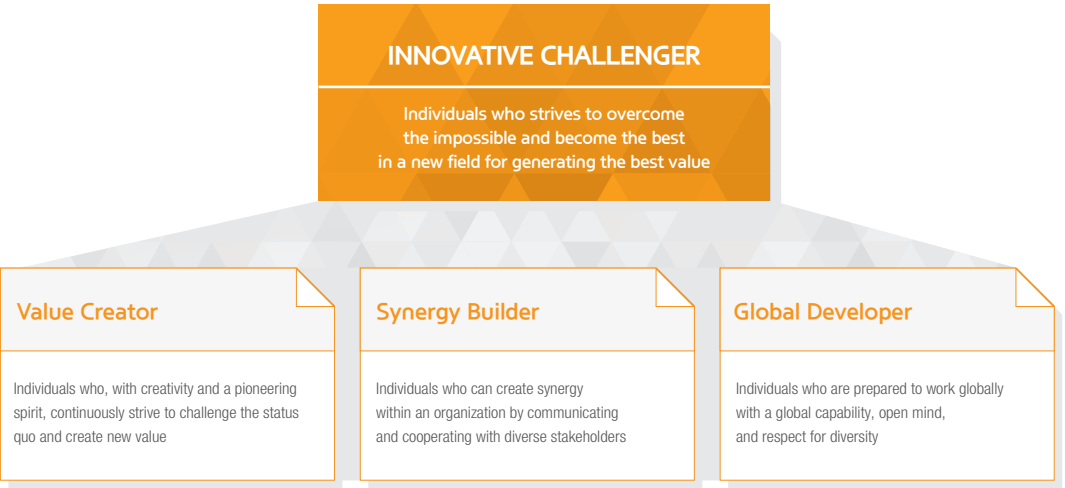 INNOVATIVE CHALLENGER
Individuals who strives to overcome
the impossible and become the best
in a new field for generating the best value
Value Creator
Individuals who, with creativity and a pioneering
spirit, continuously strive to challenge the status
quo and create new value
Synergy Builder
Individuals who can create synergy
within an organization by communicating
and cooperating with diverse stakeholders
Global Developer
Individuals who are prepared to work globally
with a global capability, open mind,
and respect for diversity